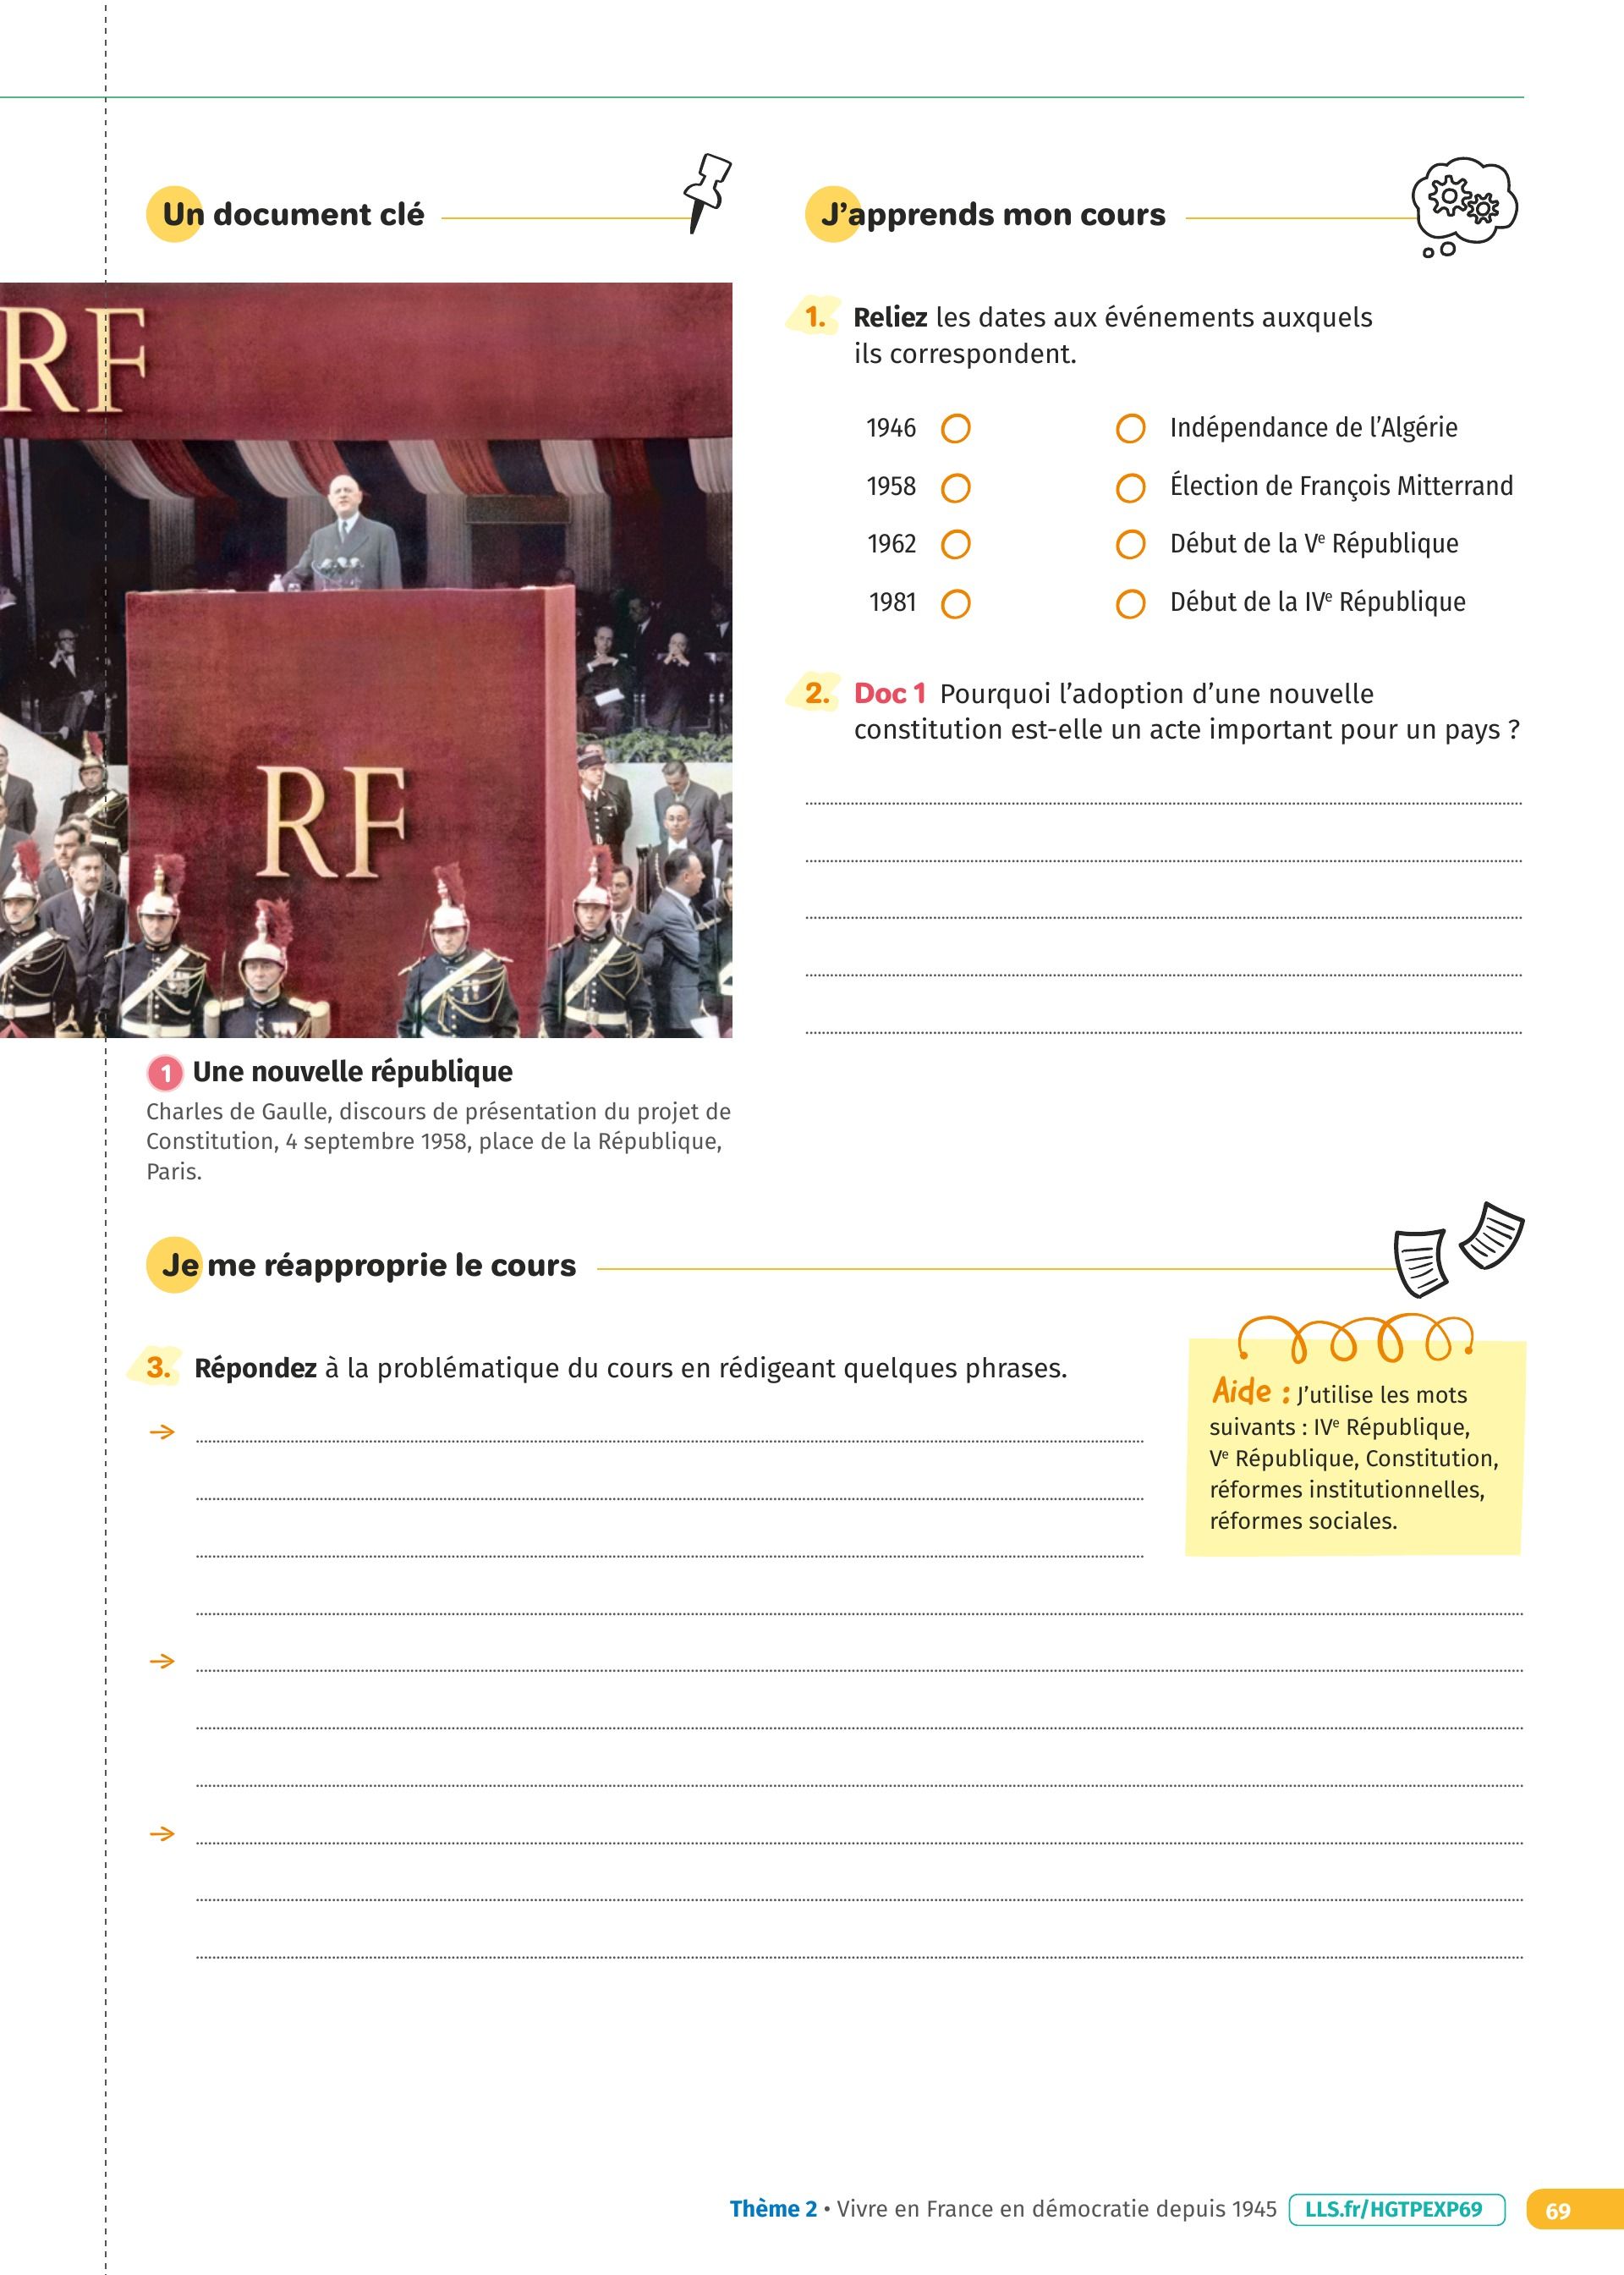 Un document clé
RF
RF
1 Une nouvelle république
Charles de Gaulle, discours de présentation du projet de
Constitution, 4 septembre 1958, place de la République,
Paris.
J’apprends mon cours
1. Reliez les dates aux événements auxquels
ils correspondent.
1946 Indépendance de l’Algérie
1958 Élection de François Mitterrand
1962 Début de la Ve République
1981 Début de la IVe République
2. Doc 1 Pourquoi l’adoption d’une nouvelle
constitution est-elle un acte important pour un pays ?
Je me réapproprie le cours
3. Répondez à la problématique du cours en rédigeant quelques phrases.
Aide : J’utilise les mots
suivants : IVe République,
Ve République, Constitution,
réformes institutionnelles,
réformes sociales.
Thème 2 • Vivre en France en démocratie depuis 1945 LLS.fr/HGTPEXP69 69